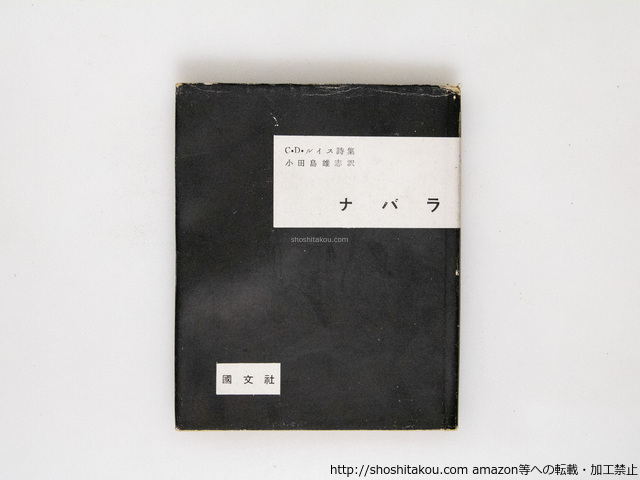 C•D•ルイス詩集
小田島雄志訳
ナバラ
shoshitakou.com
國文社
http://shoshitakou.com amazon等への転載・加工禁止